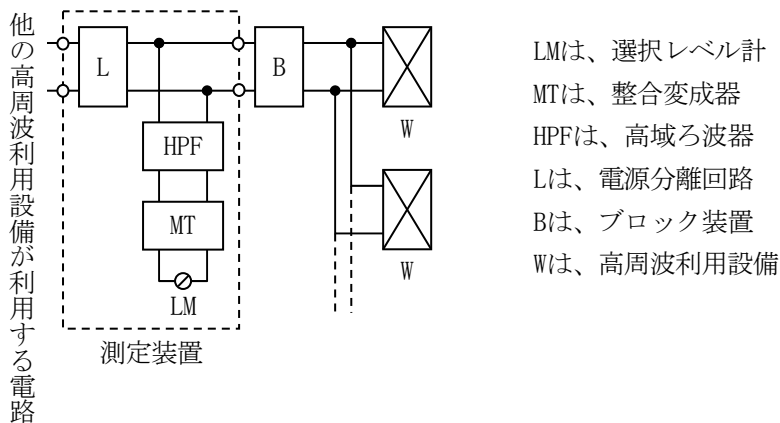 他の高周波利用設備が利用する電路
L
B
W
HPF
MT
LM
W
測定装置
LMは、選択レベル計
MTは、整合変成器
HPFは、高域ろ波器
Lは、電源分離回路
Bは、ブロック装置
Wは、高周波利用設備